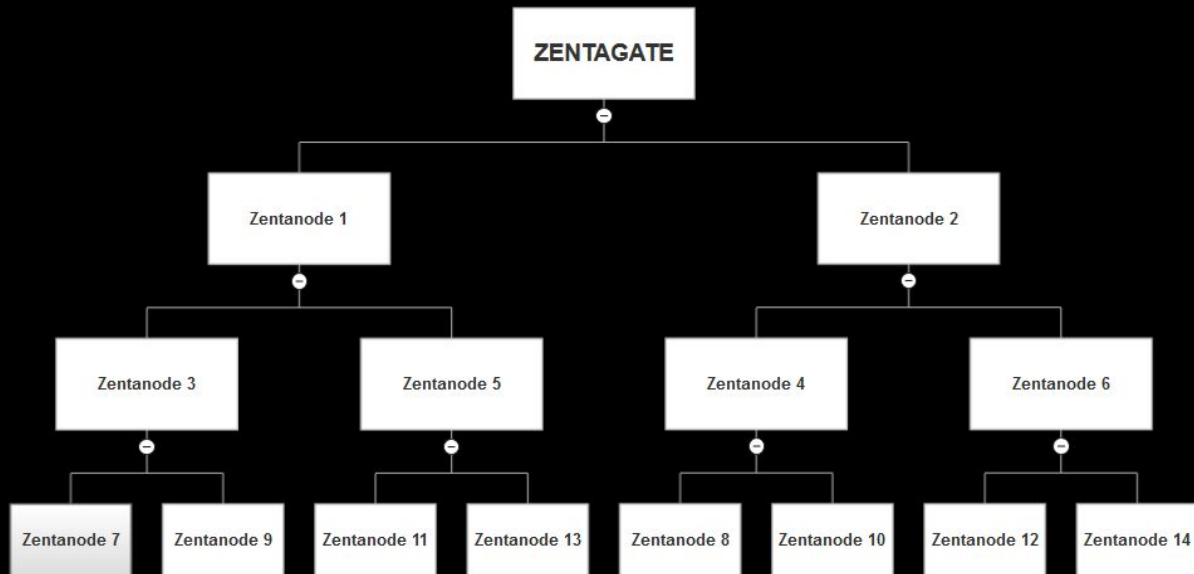 ZENTAGATE
Zentanode 1
Zentanode 2
Zentanode 3
Zentanode 5
Zentanode 4
Zentanode 6
Zentanode 7
Zentanode 9
Zentanode 11
Zentanode 13
Zentanode 8
Zentanode 10
Zentanode 12
Zentanode 14